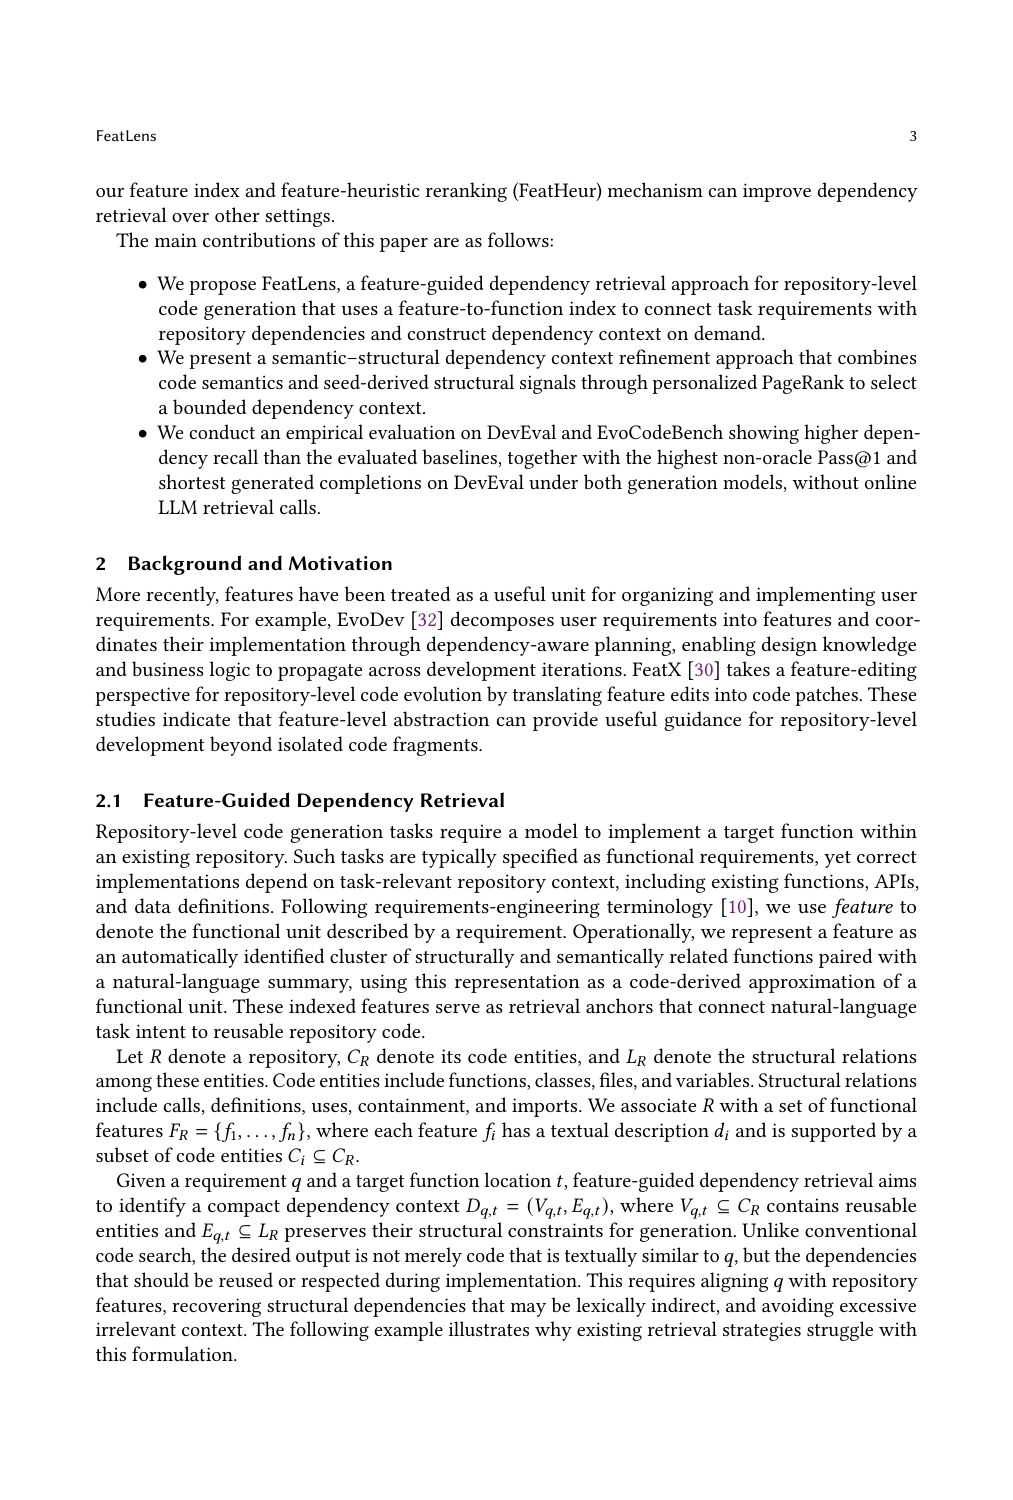 FeatLens 3
our feature index and feature-heuristic reranking (FeatHeur) mechanism can improve dependency
retrieval over other settings.
The main contributions of this paper are as follows:
• We propose FeatLens, a feature-guided dependency retrieval approach for repository-level
code generation that uses a feature-to-function index to connect task requirements with
repository dependencies and construct dependency context on demand.
• We present a semantic–structural dependency context refinement approach that combines
code semantics and seed-derived structural signals through personalized PageRank to select
a bounded dependency context.
• We conduct an empirical evaluation on DevEval and EvoCodeBench showing higher depen-
dency recall than the evaluated baselines, together with the highest non-oracle Pass@1 and
shortest generated completions on DevEval under both generation models, without online
LLM retrieval calls.
2 Background and Motivation
More recently, features have been treated as a useful unit for organizing and implementing user
requirements. For example, EvoDev [32] decomposes user requirements into features and coor-
dinates their implementation through dependency-aware planning, enabling design knowledge
and business logic to propagate across development iterations. FeatX [30] takes a feature-editing
perspective for repository-level code evolution by translating feature edits into code patches. These
studies indicate that feature-level abstraction can provide useful guidance for repository-level
development beyond isolated code fragments.
2.1 Feature-Guided Dependency Retrieval
Repository-level code generation tasks require a model to implement a target function within
an existing repository. Such tasks are typically specified as functional requirements, yet correct
implementations depend on task-relevant repository context, including existing functions, APIs,
and data definitions. Following requirements-engineering terminology [10], we use feature to
denote the functional unit described by a requirement. Operationally, we represent a feature as
an automatically identified cluster of structurally and semantically related functions paired with
a natural-language summary, using this representation as a code-derived approximation of a
functional unit. These indexed features serve as retrieval anchors that connect natural-language
task intent to reusable repository code.
Let R denote a repository, C_R denote its code entities, and L_R denote the structural relations
among these entities. Code entities include functions, classes, files, and variables. Structural relations
include calls, definitions, uses, containment, and imports. We associate R with a set of functional
features F_R = {f_1, . . . , f_n}, where each feature f_i has a textual description d_i and is supported by a
subset of code entities C_i ⊆ C_R.
Given a requirement q and a target function location t, feature-guided dependency retrieval aims
to identify a compact dependency context D_{q,t} = (V_{q,t}, E_{q,t}), where V_{q,t} ⊆ C_R contains reusable
entities and E_{q,t} ⊆ L_R preserves their structural constraints for generation. Unlike conventional
code search, the desired output is not merely code that is textually similar to q, but the dependencies
that should be reused or respected during implementation. This requires aligning q with repository
features, recovering structural dependencies that may be lexically indirect, and avoiding excessive
irrelevant context. The following example illustrates why existing retrieval strategies struggle with
this formulation.